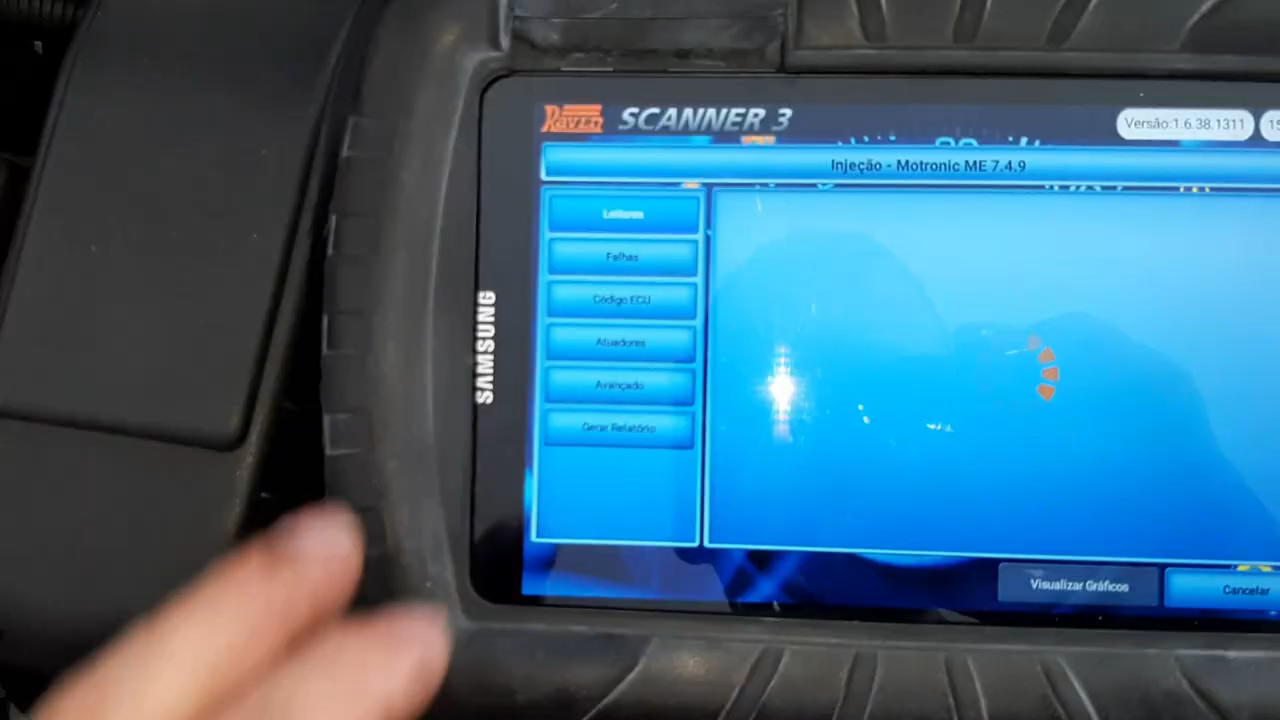 Raven SCANNER 3
Versão:1.6.38.1311
Injeção - Motronic ME 7.4.9
Leituras
Falhas
Código ECU
Atuadores
Avançado
Gerar Relatório
SAMSUNG
Visualizar Gráficos
Cancelar